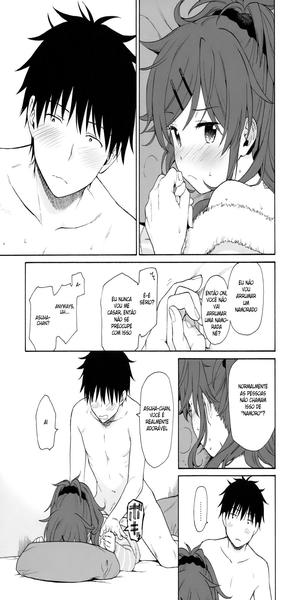 EU NÃO
VOU
ARRUMAR
UM
NAMORADO
ENTÃO ONI,
VOCÊ NÃO
VAI
ARRUMAR
UMA NAMO-
RADA
NÉ?
É-É
SÉRIO?
EU NUNCA
VOU ME
CASAR, ENTÃO
NÃO SE
PREOCUPE
COM ISSO
ANYWAYS,
UH...
ASUHA-
CHAN?
NORMALMENTE
AS PESSOAS
NÃO CHAMAM
ISSO DE
"NAMORO"?
ASUHA-CHAN,
VOCÊ É
REALMENTE
ADORÁVEL
AI